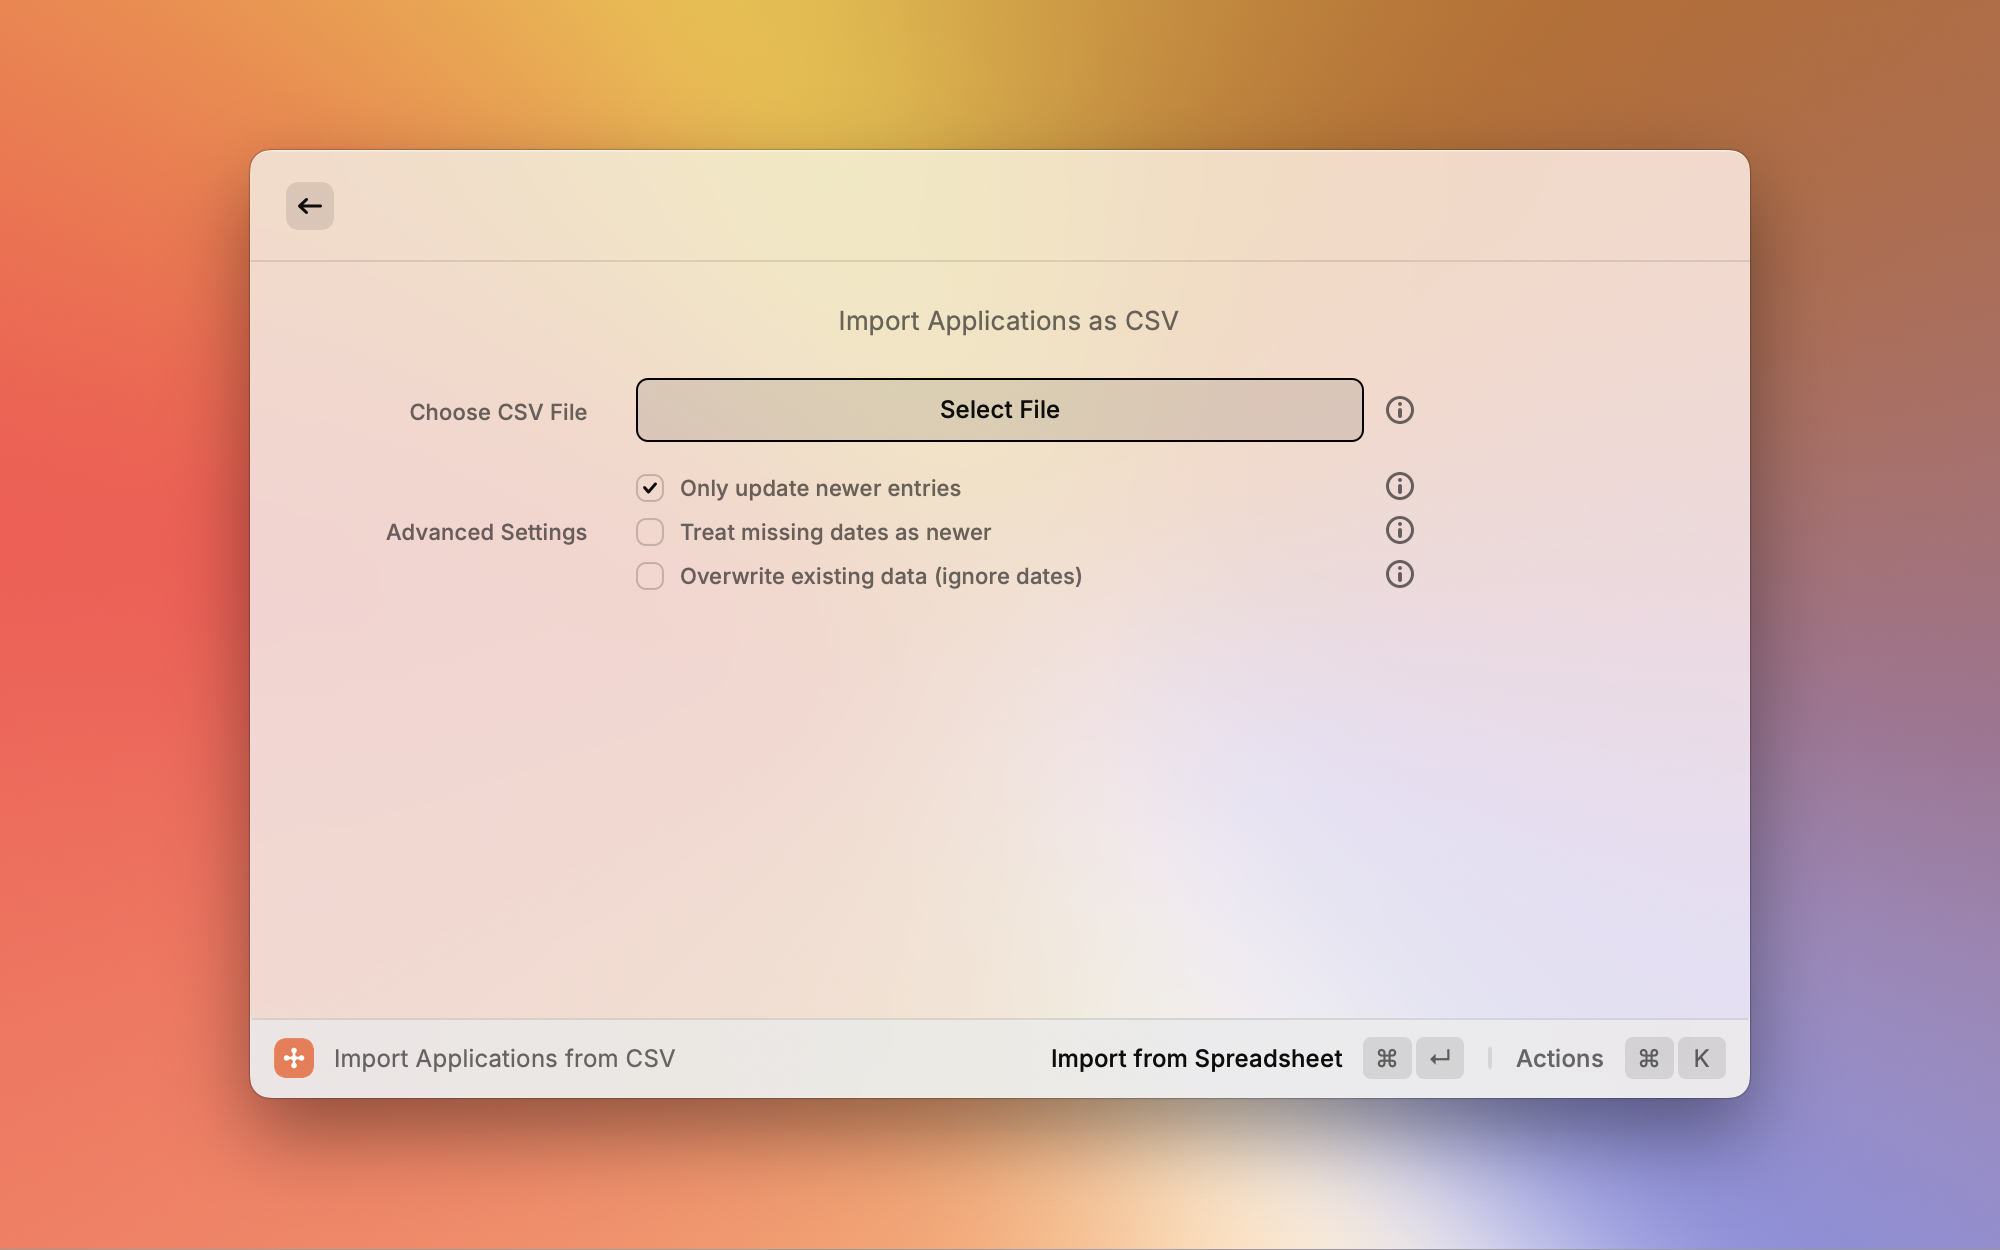 Import Applications as CSV
Choose CSV File
Select File
Only update newer entries
Advanced Settings
Treat missing dates as newer
Overwrite existing data (ignore dates)
Import Applications from CSV
Import from Spreadsheet ⌘ ↵
Actions ⌘ K